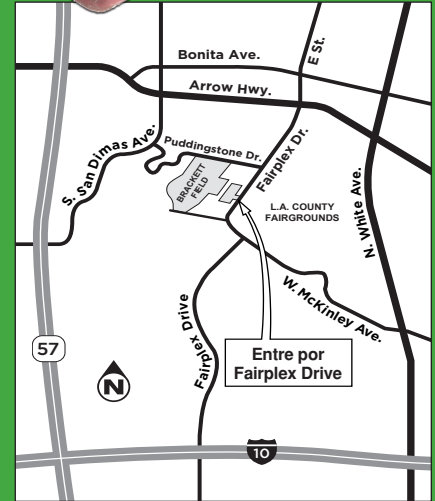 Bonita Ave.
E St.
Arrow Hwy.
S. San Dimas Ave.
Puddingstone Dr.
Fairplex Dr.
BRACKETT
FIELD
L.A. COUNTY
FAIRGROUNDS
N. White Ave.
W. McKinley Ave.
Fairplex Drive
57
Entre por
Fairplex Drive
N
10